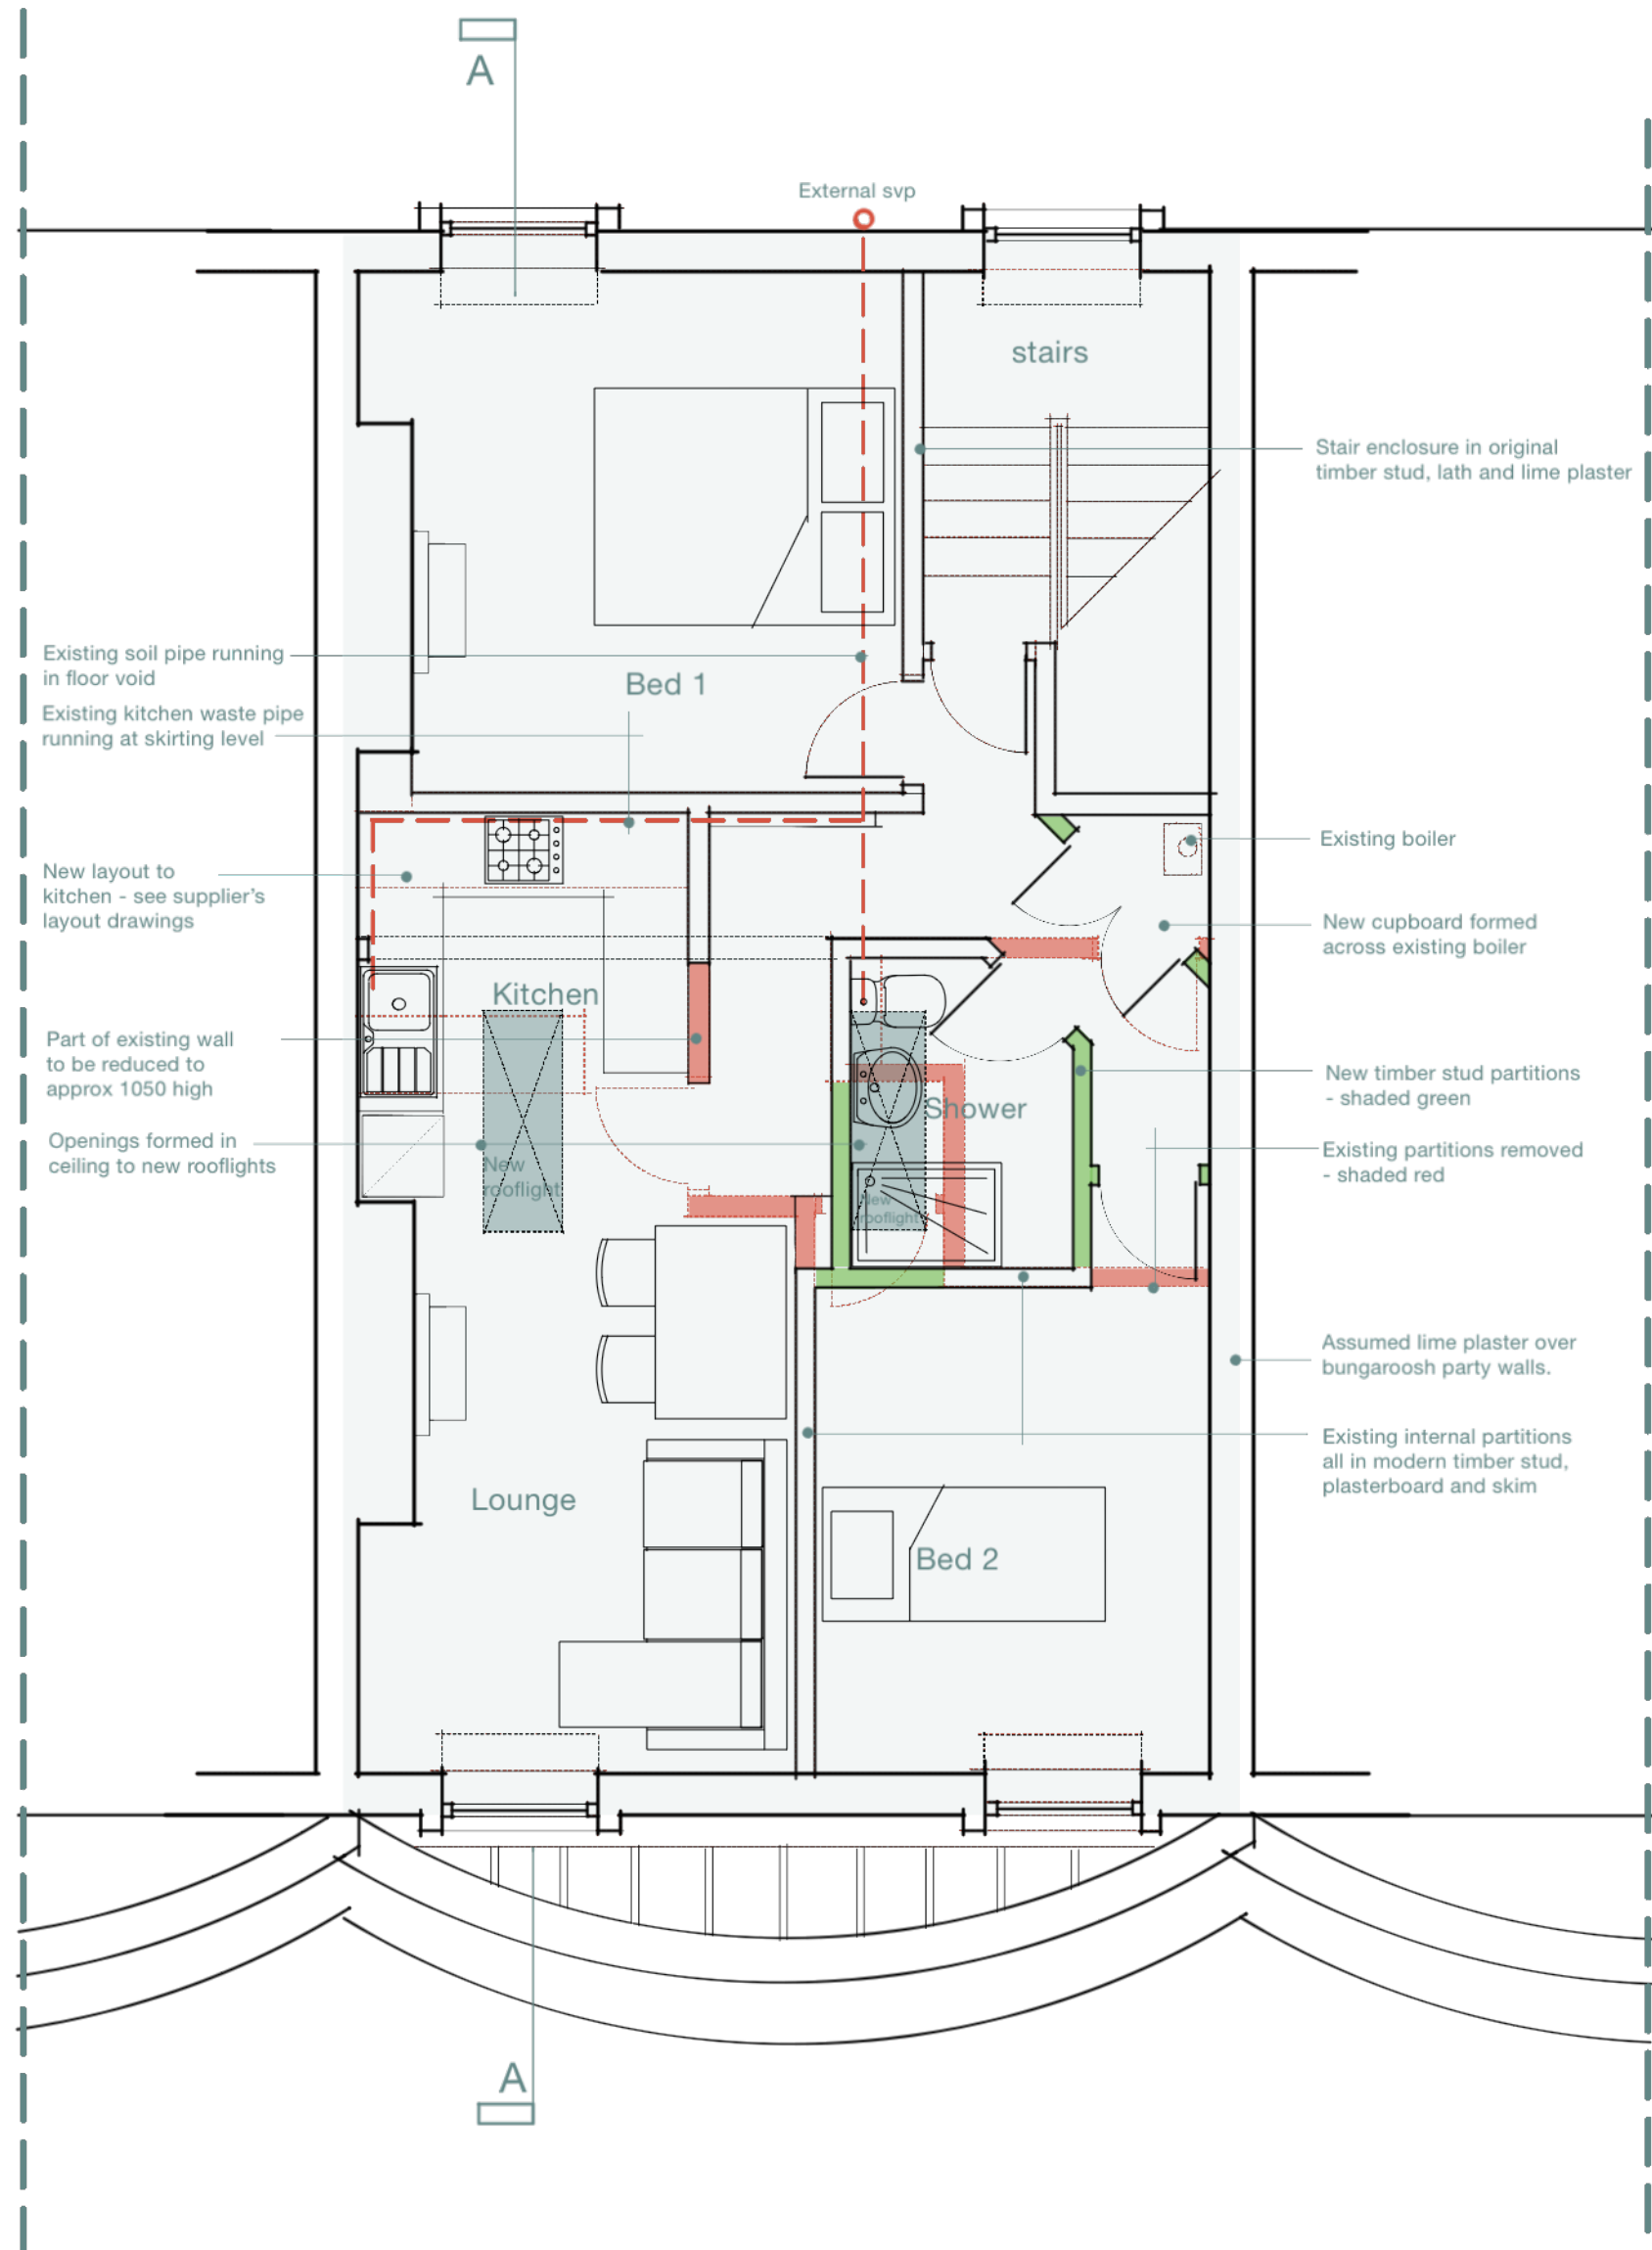 A
External svp
stairs
Stair enclosure in original
timber stud, lath and lime plaster
Existing soil pipe running
in floor void
Bed 1
Existing kitchen waste pipe
running at skirting level
Existing boiler
New layout to
kitchen - see supplier's
layout drawings
New cupboard formed
across existing boiler
Kitchen
Part of existing wall
to be reduced to
approx 1050 high
New timber stud partitions
- shaded green
Shower
Openings formed in
ceiling to new rooflights
Existing partitions removed
- shaded red
New
rooflight
New
rooflight
Assumed lime plaster over
bungaroosh party walls.
Existing internal partitions
all in modern timber stud,
plasterboard and skim
Lounge
Bed 2
A